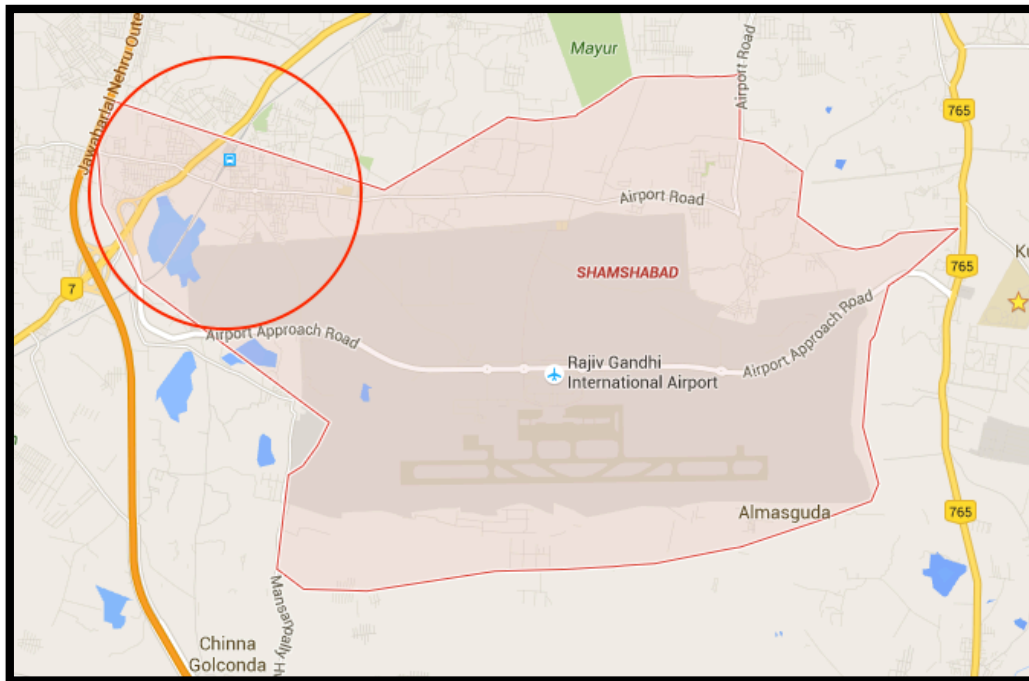 Mayur
Airport Road
765
Jawaharlal Nehru Oute
Airport Road
Ku
SHAMSHABAD
765
7
Airport Approach Road
Airport Approach Road
Rajiv Gandhi
International Airport
765
Almasguda
Chinna
Golconda